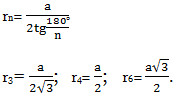 rₙ = a / 2tg 180° / n
r₃ = a / 2√3; r₄ = a / 2; r₆ = a√3 / 2.